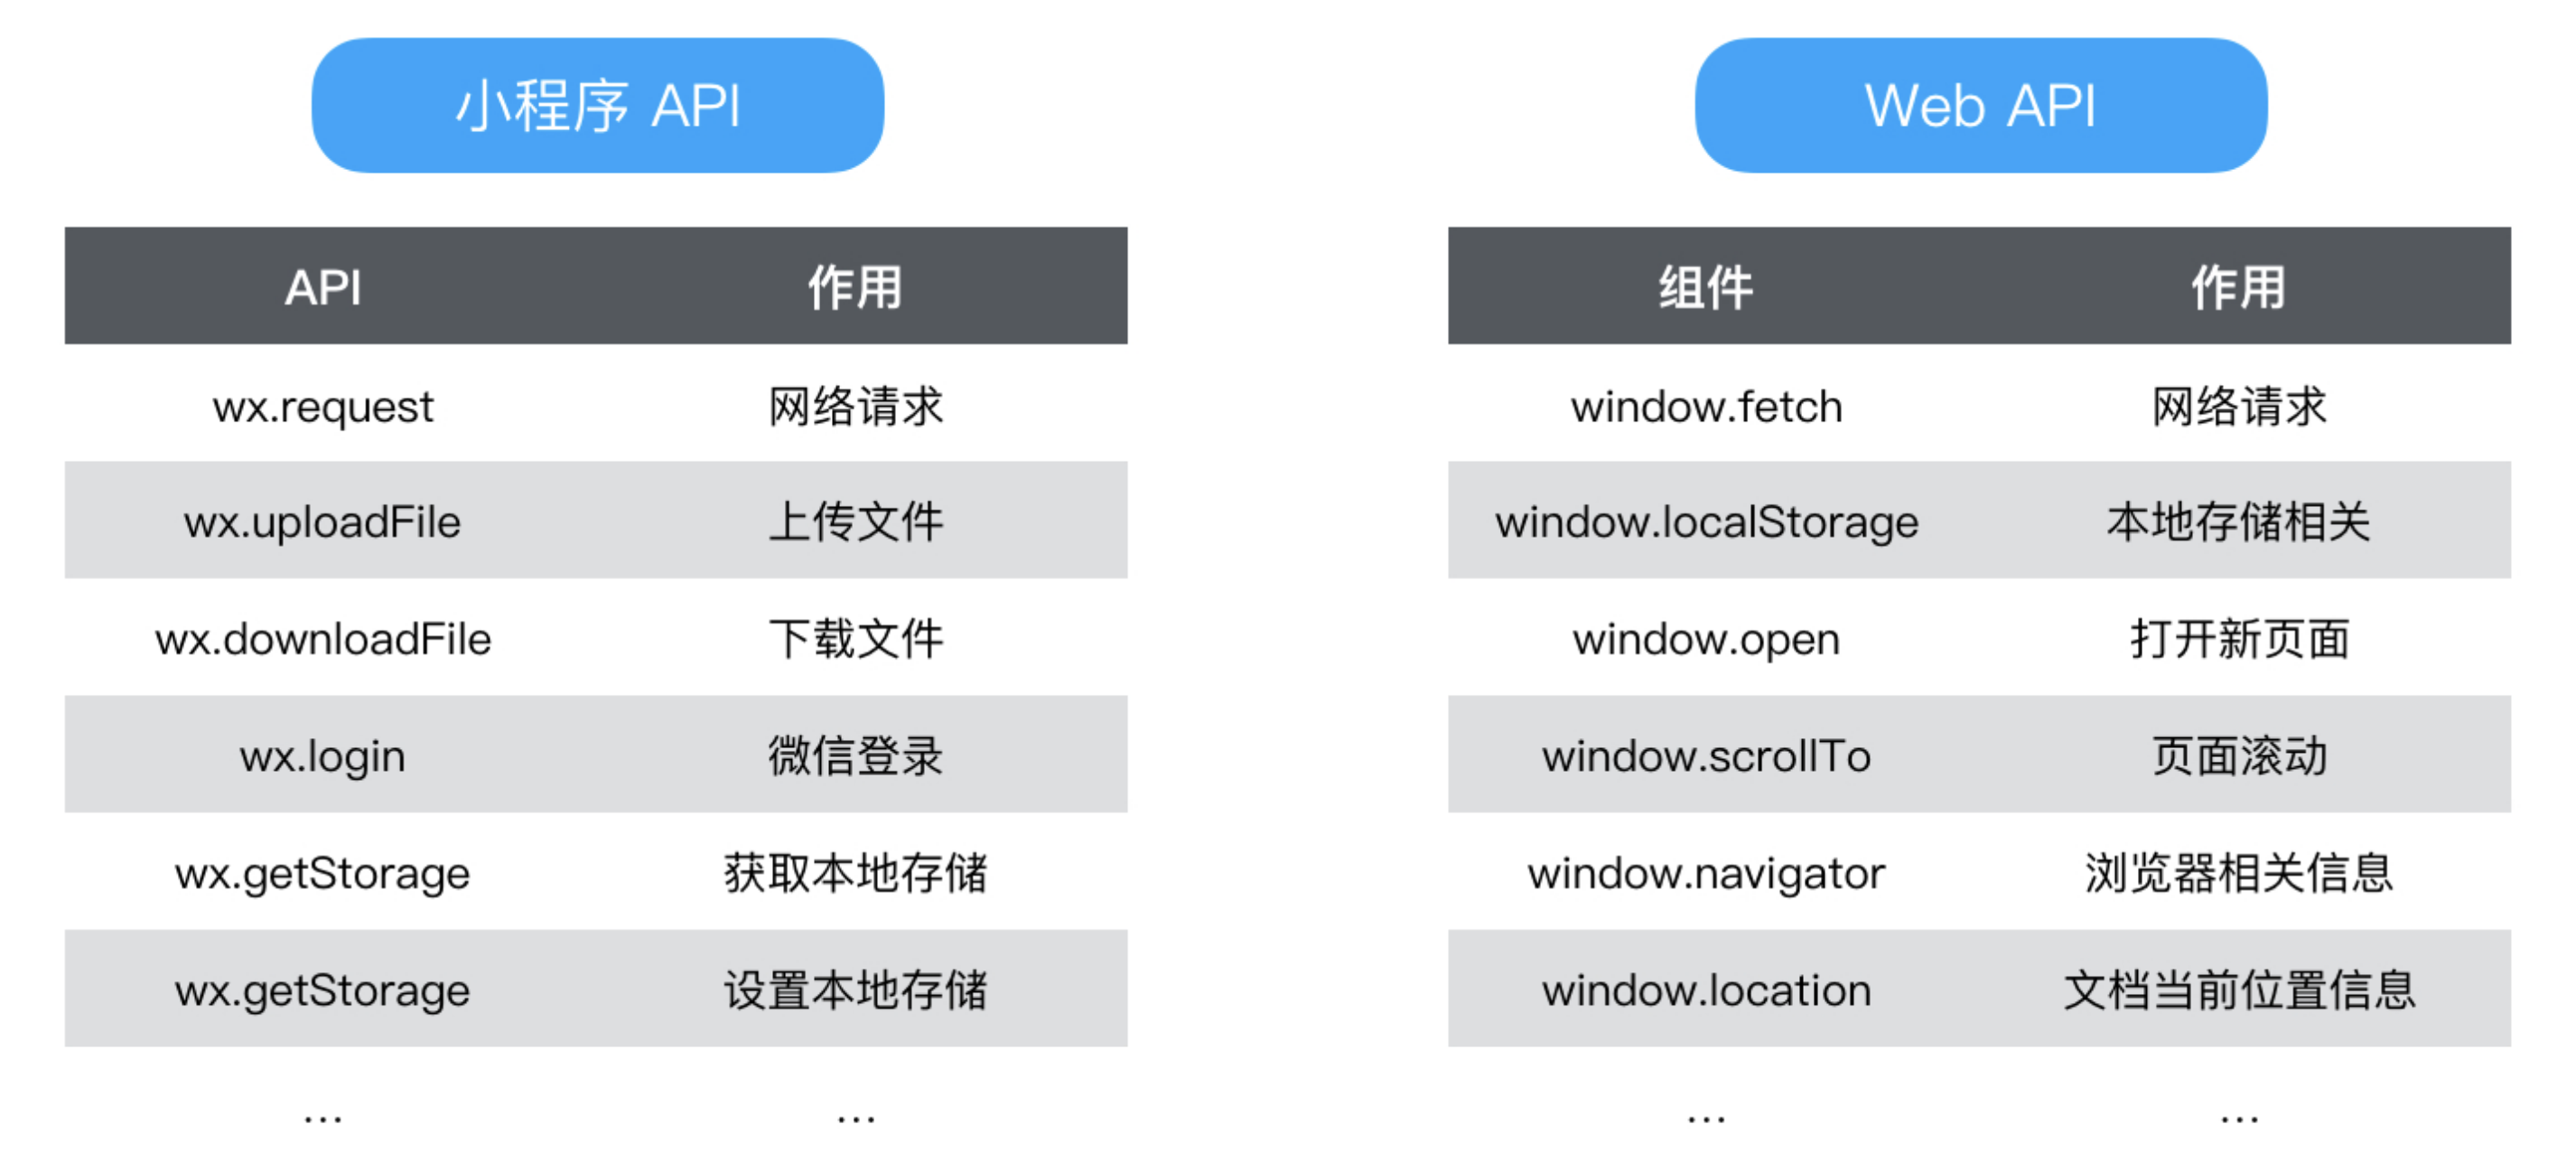 小程序 API
API 作用
wx.request 网络请求
wx.uploadFile 上传文件
wx.downloadFile 下载文件
wx.login 微信登录
wx.getStorage 获取本地存储
wx.getStorage 设置本地存储
... ...
Web API
组件 作用
window.fetch 网络请求
window.localStorage 本地存储相关
window.open 打开新页面
window.scrollTo 页面滚动
window.navigator 浏览器相关信息
window.location 文档当前位置信息
... ...